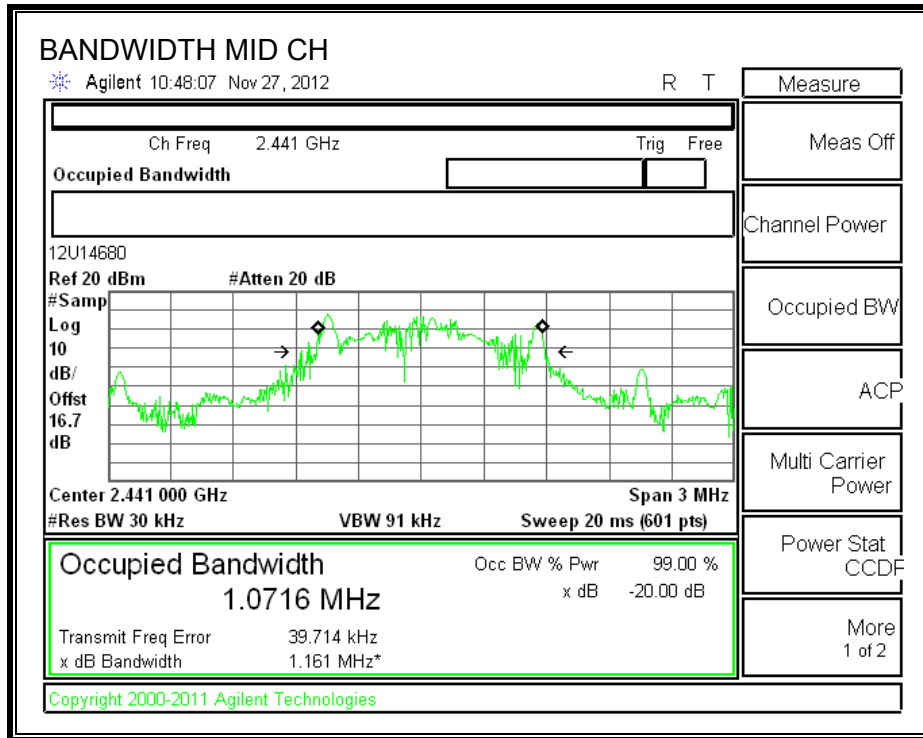 BANDWIDTH MID CH
Agilent 10:48:07 Nov 27, 2012 R T
Measure
Ch Freq 2.441 GHz Trig Free
Meas Off
Occupied Bandwidth
Channel Power
12U14680
Ref 20 dBm #Atten 20 dB
#Samp
Log
10
dB/
Offst
16.7
dB
Occupied BW
ACP
Multi Carrier
Power
Center 2.441 000 GHz Span 3 MHz
#Res BW 30 kHz VBW 91 kHz Sweep 20 ms (601 pts)
Power Stat
CCDF
Occupied Bandwidth
1.0716 MHz
Occ BW % Pwr 99.00 %
x dB -20.00 dB
Transmit Freq Error 39.714 kHz
x dB Bandwidth 1.161 MHz*
More
1 of 2
Copyright 2000-2011 Agilent Technologies